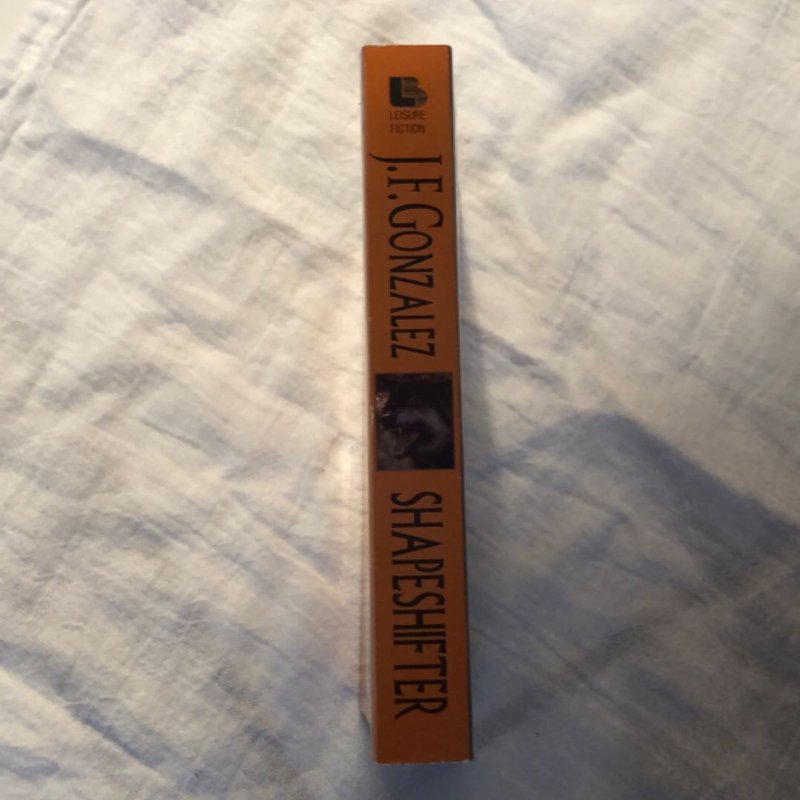 LEISURE
FICTION
J.F. GONZALEZ
SHAPESHIFTER